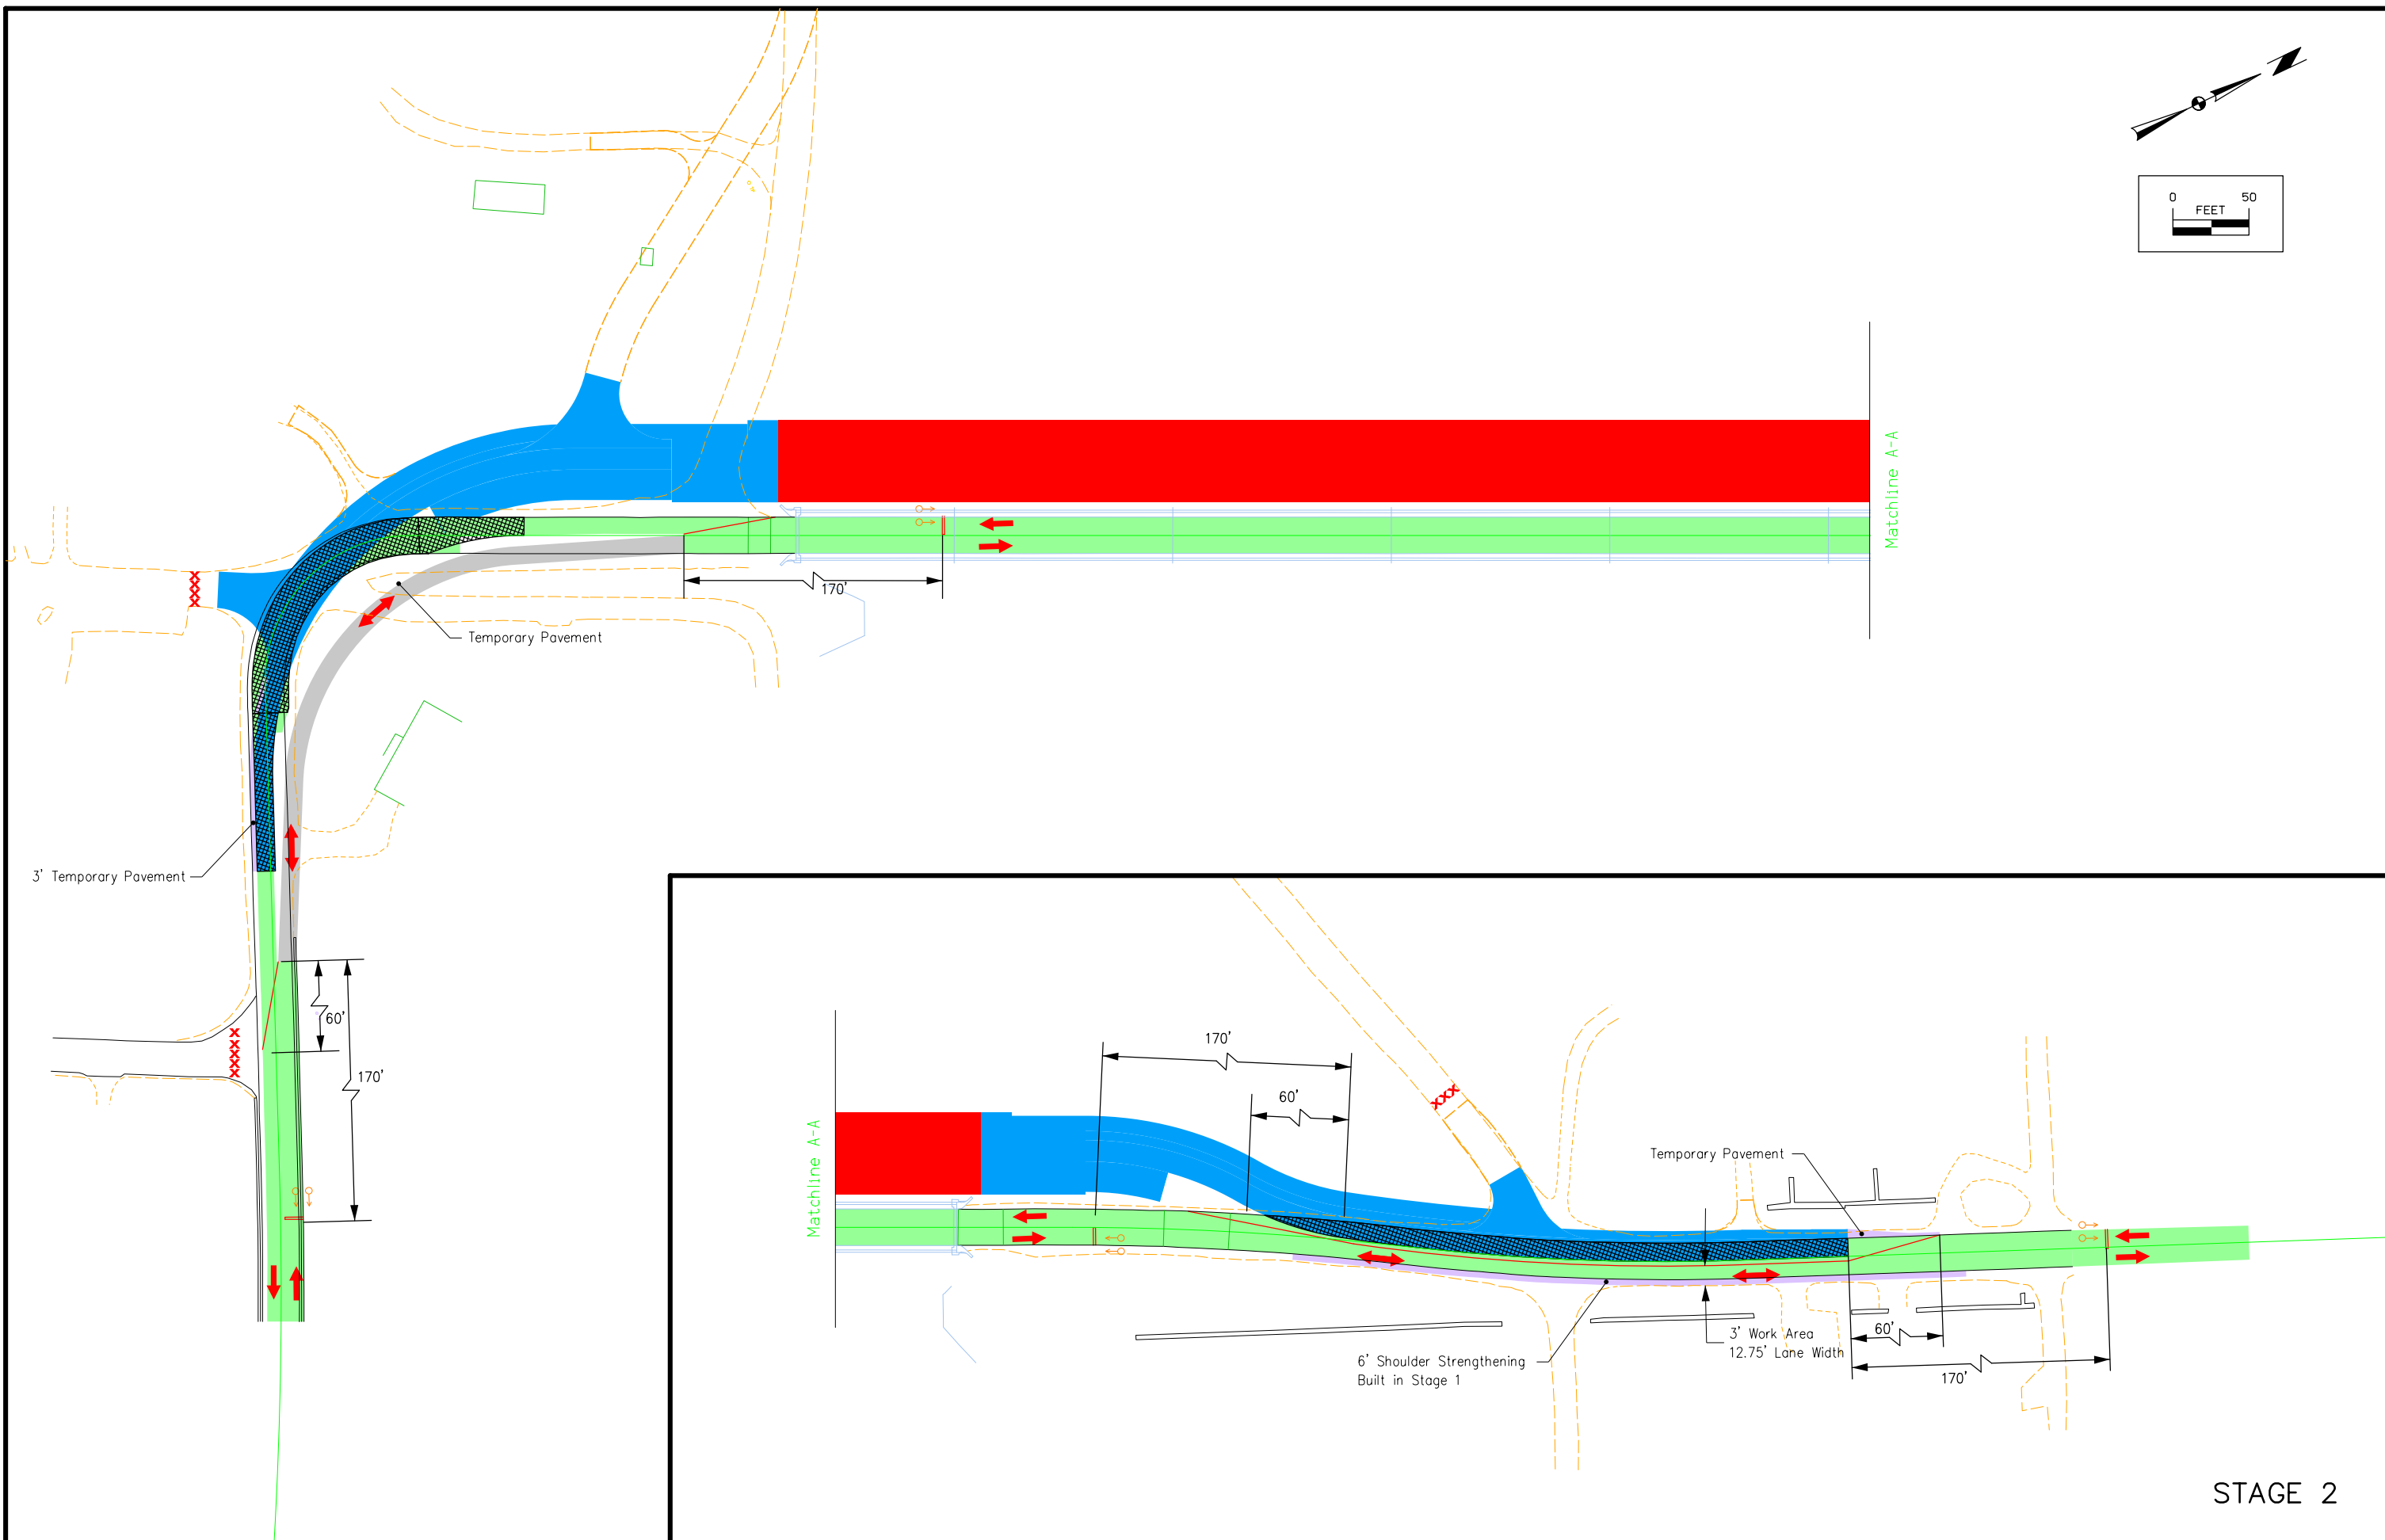 0 50
FEET
Matchline A-A
170'
Temporary Pavement
3' Temporary Pavement
60'
170'
170'
60'
Matchline A-A
Temporary Pavement
3' Work Area
12.75' Lane Width
60'
170'
6' Shoulder Strengthening
Built in Stage 1
STAGE 2